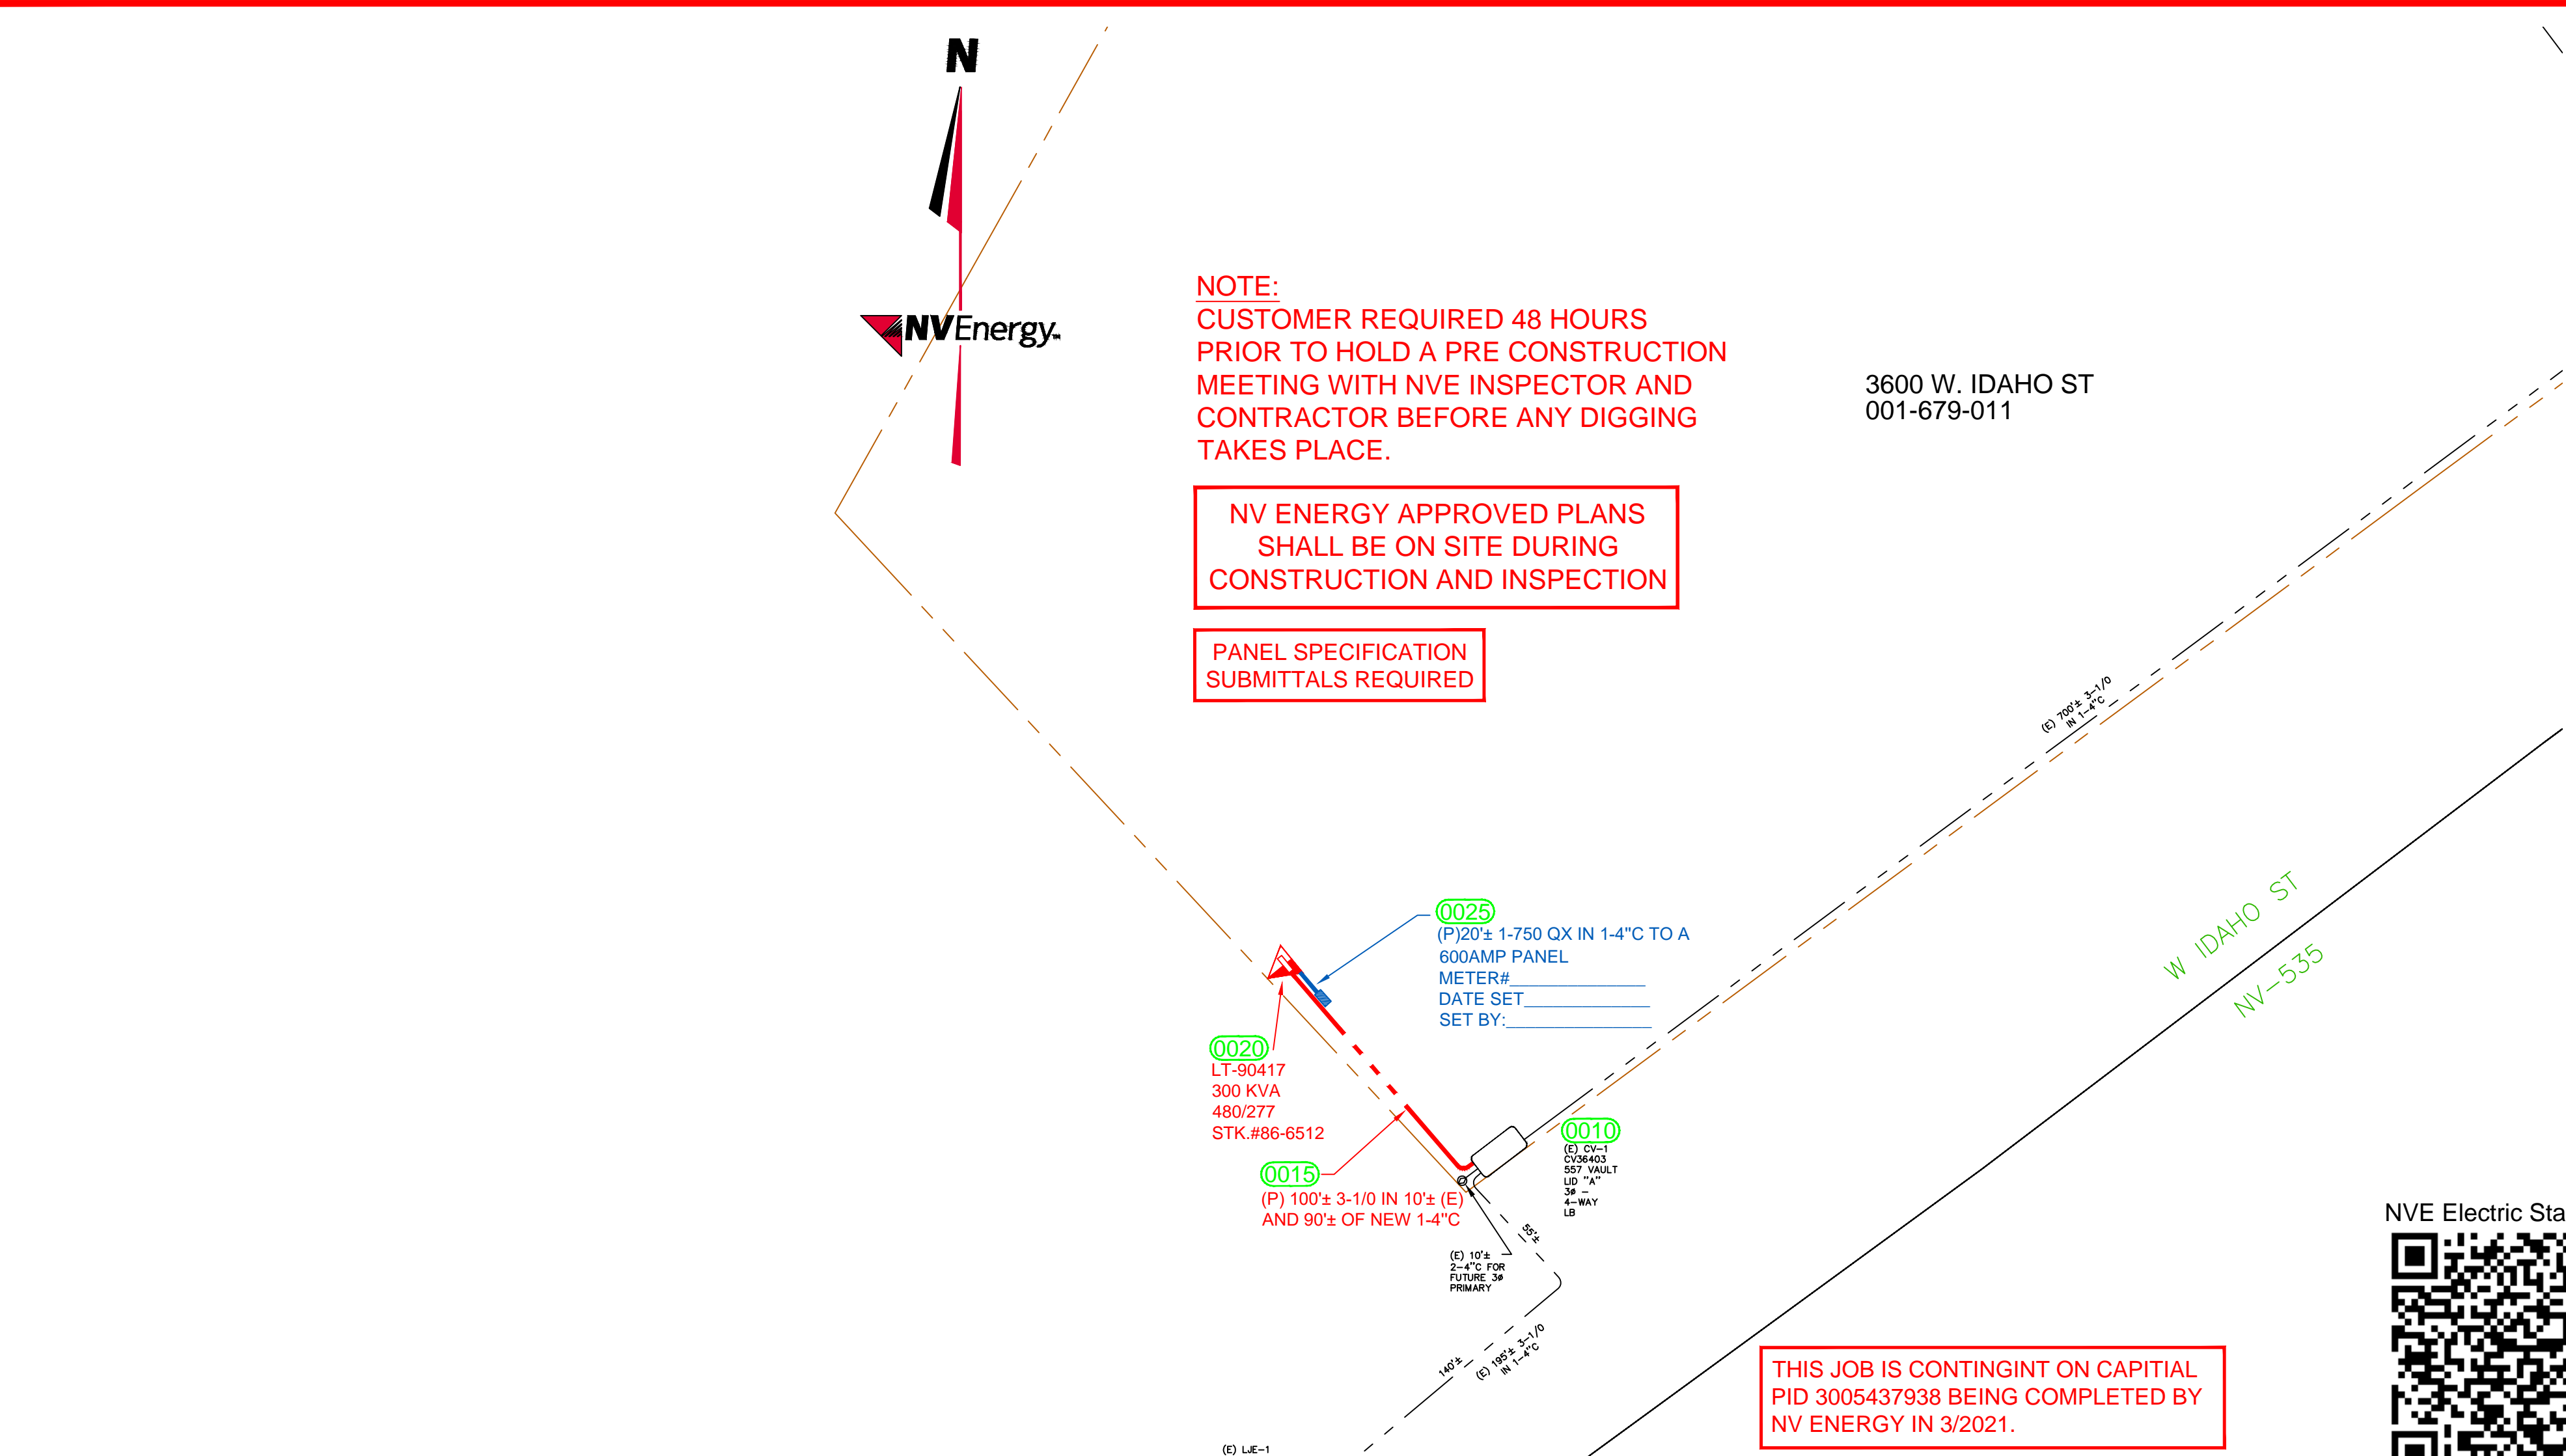 N
NVEnergy™
NOTE:
CUSTOMER REQUIRED 48 HOURS
PRIOR TO HOLD A PRE CONSTRUCTION
MEETING WITH NVE INSPECTOR AND
CONTRACTOR BEFORE ANY DIGGING
TAKES PLACE.
3600 W. IDAHO ST
001-679-011
NV ENERGY APPROVED PLANS
SHALL BE ON SITE DURING
CONSTRUCTION AND INSPECTION
PANEL SPECIFICATION
SUBMITTALS REQUIRED
(E) 700'± 3-1/0
IN 1-4"C
W IDAHO ST
NV-535
0025
(P)20'± 1-750 QX IN 1-4"C TO A
600AMP PANEL
METER#______________
DATE SET____________
SET BY:______________
0020
LT-90417
300 KVA
480/277
STK.#86-6512
0015
(P) 100'± 3-1/0 IN 10'± (E)
AND 90'± OF NEW 1-4"C
0010
(E) CV-1
CV36403
557 VAULT
LID "A"
3ø -
4-WAY
LB
55'±
(E) 10'±
2-4"C FOR
FUTURE 3ø
PRIMARY
140'±
(E) 195'± 3-1/0
IN 1-4"C
(E) LJE-1
THIS JOB IS CONTINGINT ON CAPITIAL
PID 3005437938 BEING COMPLETED BY
NV ENERGY IN 3/2021.
NVE Electric Sta